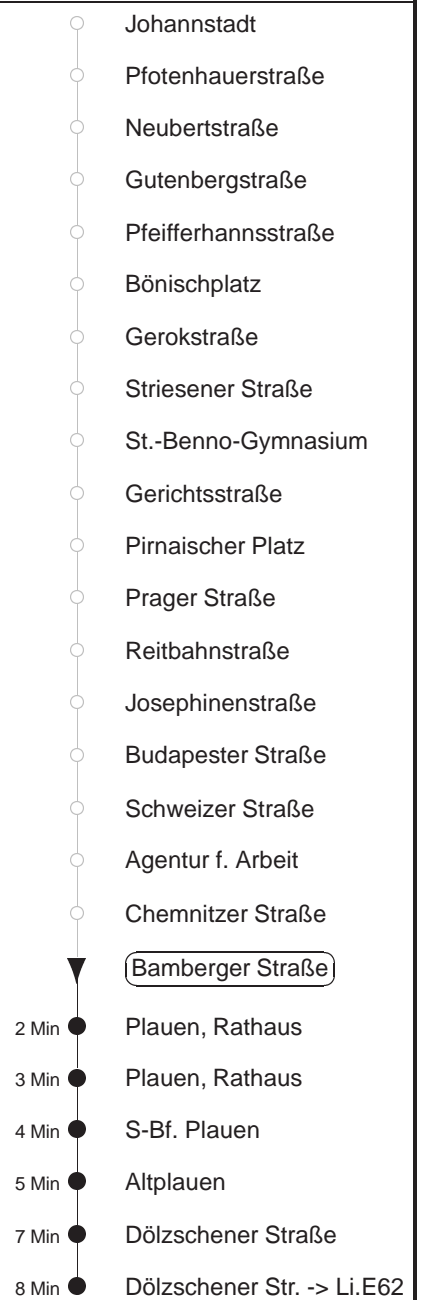 Johannstadt
Pfotenhauerstraße
Neubertstraße
Gutenbergstraße
Pfeifferhannsstraße
Bönischplatz
Gerokstraße
Striesener Straße
St.-Benno-Gymnasium
Gerichtsstraße
Pirnaischer Platz
Prager Straße
Reitbahnstraße
Josephinenstraße
Budapester Straße
Schweizer Straße
Agentur f. Arbeit
Chemnitzer Straße
Bamberger Straße
2 Min Plauen, Rathaus
3 Min Plauen, Rathaus
4 Min S-Bf. Plauen
5 Min Altplauen
7 Min Dölzschener Straße
8 Min Dölzschener Str. -> Li.E62